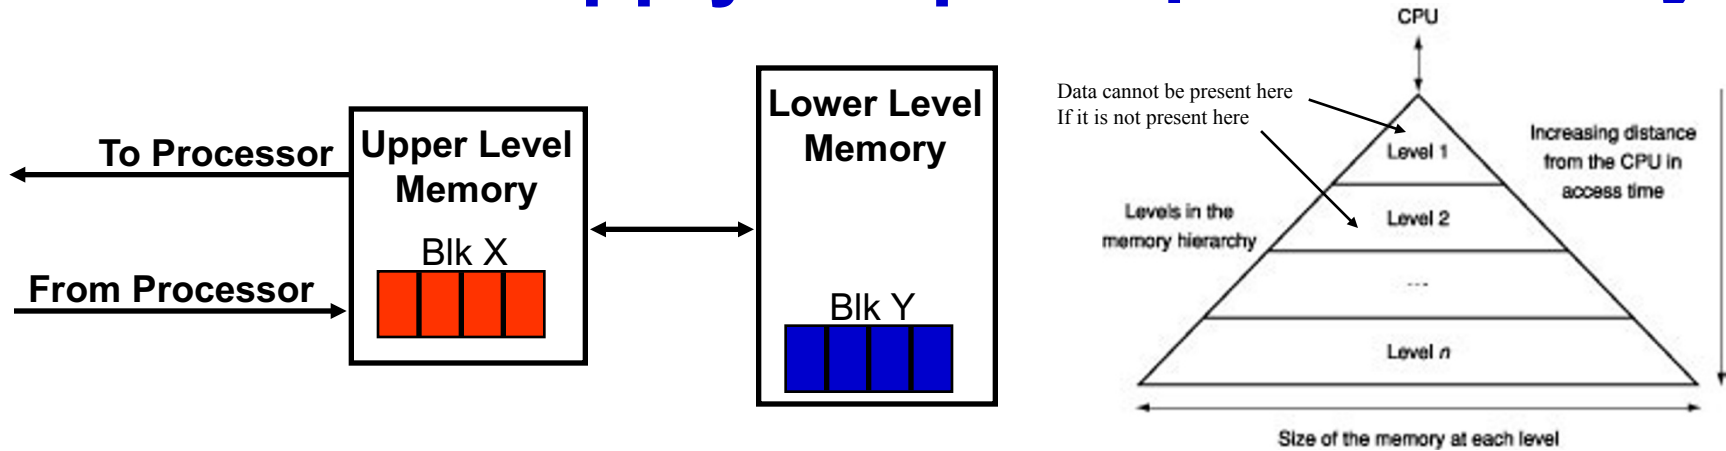 To Processor
From Processor
Upper Level
Memory
Blk X
Lower Level
Memory
Blk Y
CPU
Data cannot be present here
If it is not present here
Level 1
Level 2
...
Level n
Levels in the
memory hierarchy
Increasing distance
from the CPU in
access time
Size of the memory at each level